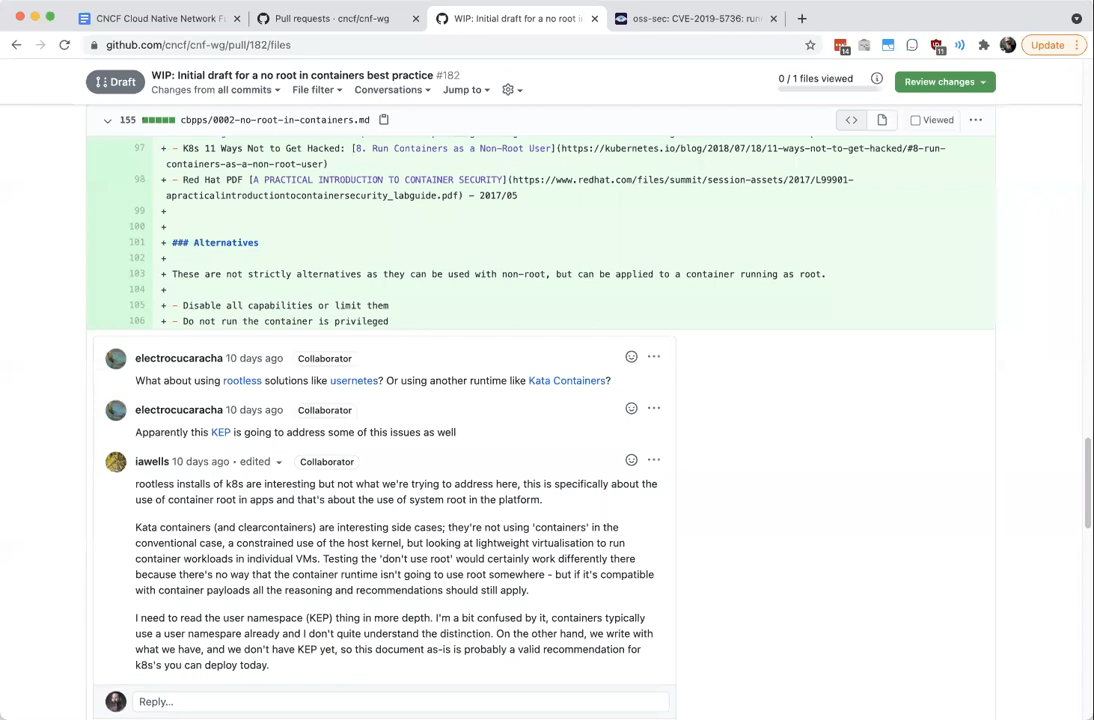 CNCF Cloud Native Network F
Pull requests · cncf/cnf-wg
WIP: Initial draft for a no root i
oss-sec: CVE-2019-5736: run
github.com/cncf/cnf-wg/pull/182/files
14
11
Update
Draft
WIP: Initial draft for a no root in containers best practice #182
Changes from all commits
File filter
Conversations
Jump to
0 / 1 files viewed
Review changes
155
cbpps/0002-no-root-in-containers.md
Viewed
97 + - K8s 11 Ways Not to Get Hacked: [8. Run Containers as a Non-Root User](https://kubernetes.io/blog/2018/07/18/11-ways-not-to-get-hacked/#8-run-
containers-as-a-non-root-user)
98 + - Red Hat PDF [A PRACTICAL INTRODUCTION TO CONTAINER SECURITY](https://www.redhat.com/files/summit/session-assets/2017/L99901-
apracticalintroductiontocontainersecurity_labguide.pdf) - 2017/05
99 +
100 +
101 + ### Alternatives
102 +
103 + These are not strictly alternatives as they can be used with non-root, but can be applied to a container running as root.
104 +
105 + - Disable all capabilities or limit them
106 + - Do not run the container is privileged
electrocucaracha 10 days ago Collaborator
What about using rootless solutions like usernetes? Or using another runtime like Kata Containers?
electrocucaracha 10 days ago Collaborator
Apparently this KEP is going to address some of this issues as well
iawells 10 days ago • edited Collaborator
rootless installs of k8s are interesting but not what we're trying to address here, this is specifically about the
use of container root in apps and that's about the use of system root in the platform.
Kata containers (and clearcontainers) are interesting side cases; they're not using 'containers' in the
conventional case, a constrained use of the host kernel, but looking at lightweight virtualisation to run
container workloads in individual VMs. Testing the 'don't use root' would certainly work differently there
because there's no way that the container runtime isn't going to use root somewhere - but if it's compatible
with container payloads all the reasoning and recommendations should still apply.
I need to read the user namespace (KEP) thing in more depth. I'm a bit confused by it, containers typically
use a user namespare already and I don't quite understand the distinction. On the other hand, we write with
what we have, and we don't have KEP yet, so this document as-is is probably a valid recommendation for
k8s's you can deploy today.
Reply...